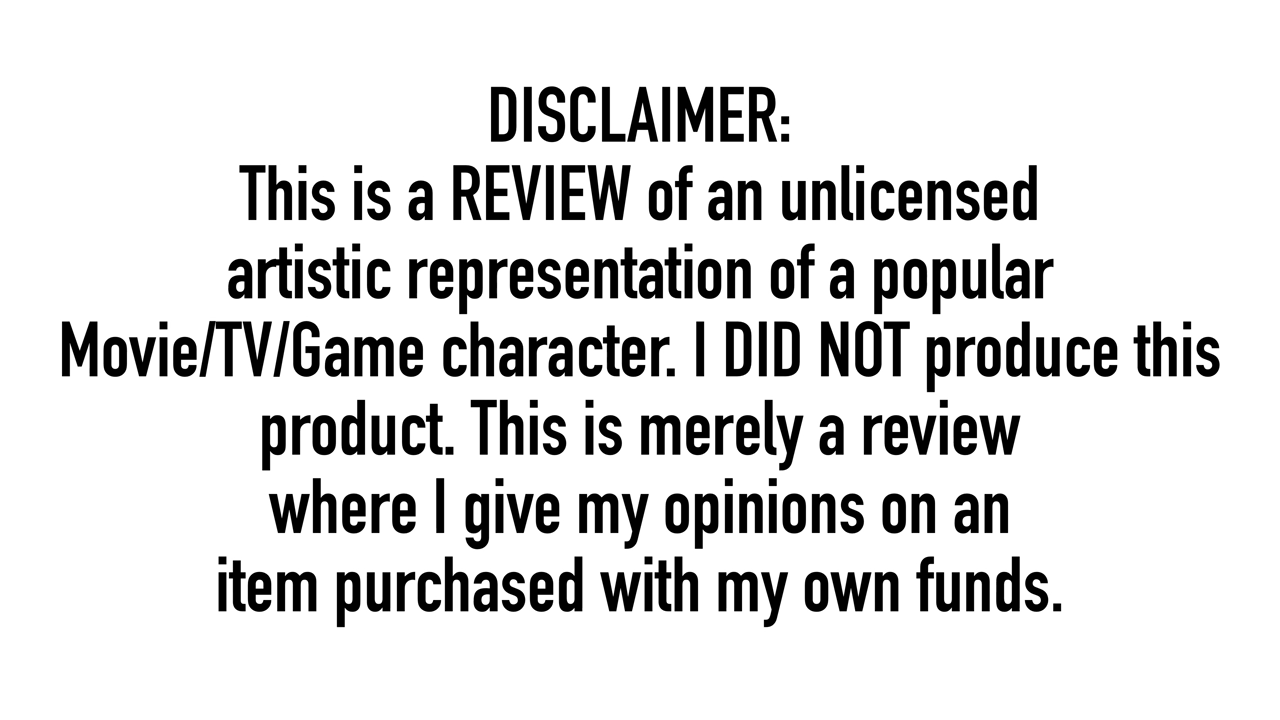 DISCLAIMER:
This is a REVIEW of an unlicensed
artistic representation of a popular
Movie/TV/Game character. I DID NOT produce this
product. This is merely a review
where I give my opinions on an
item purchased with my own funds.